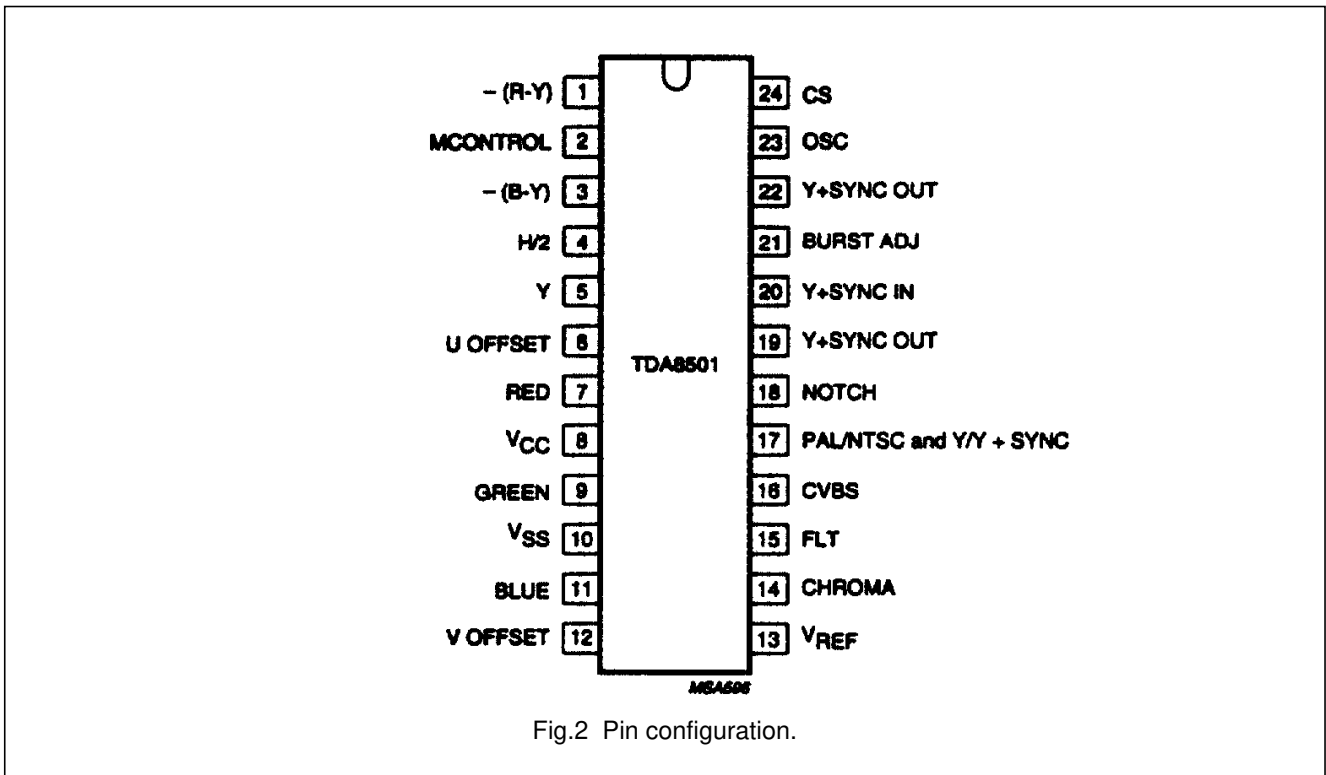 – (R-Y) 1
MCONTROL 2
– (B-Y) 3
H/2 4
Y 5
U OFFSET 6
RED 7
VCC 8
GREEN 9
VSS 10
BLUE 11
V OFFSET 12
TDA8501
24 CS
23 OSC
22 Y+SYNC OUT
21 BURST ADJ
20 Y+SYNC IN
19 Y+SYNC OUT
18 NOTCH
17 PAL/NTSC and Y/Y + SYNC
16 CVBS
15 FLT
14 CHROMA
13 VREF
MSA696
Fig.2 Pin configuration.